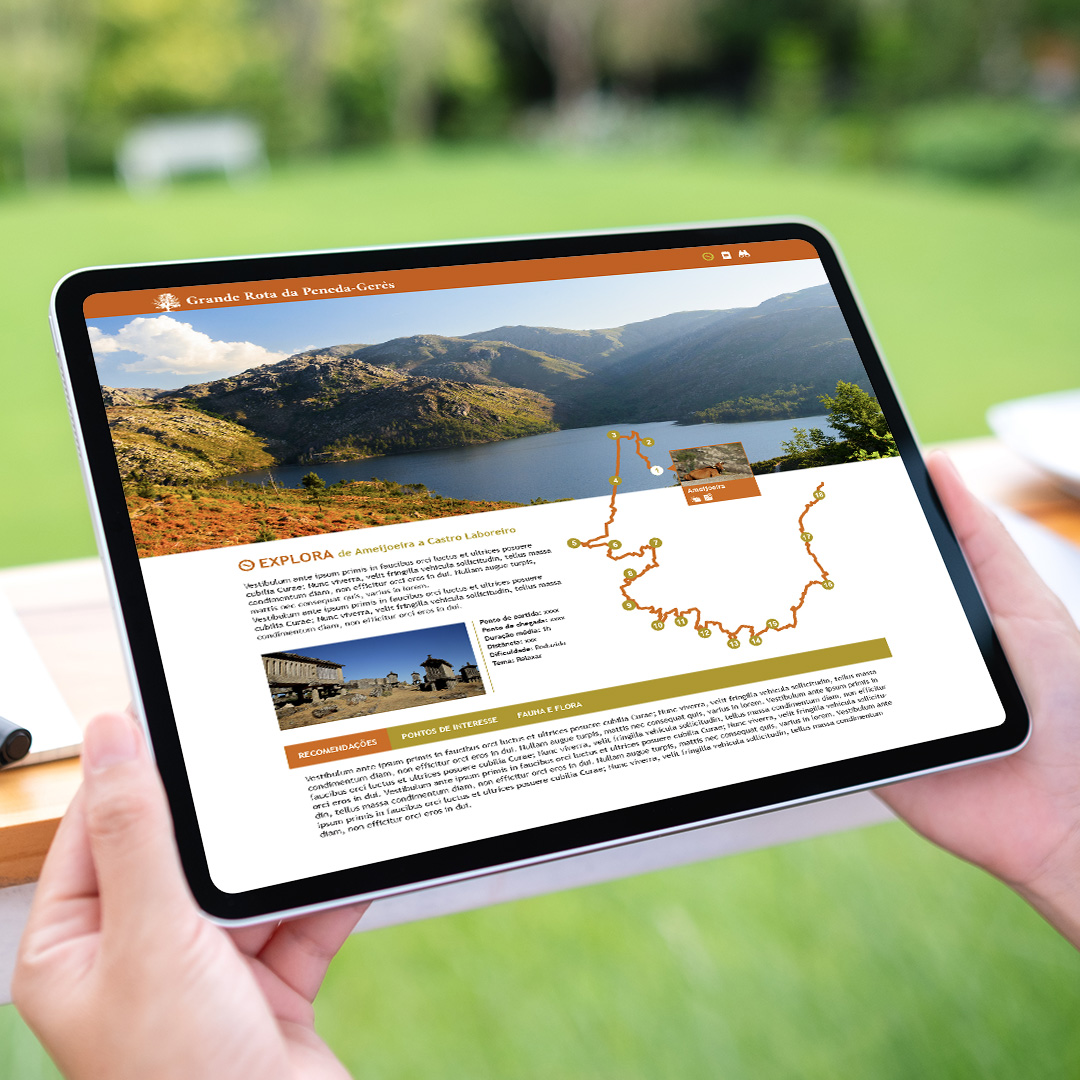 Grande Rota da Peneda-Gerês
3
2
1
4
Ameijoeira
18
5
6
7
17
8
16
9
10
11
12
13
14
15
EXPLORA de Ameijoeira a Castro Laboreiro
Vestibulum ante ipsum primis in faucibus orci luctus et ultrices posuere
cubilia Curae; Nunc viverra, velit fringilla vehicula sollicitudin, tellus massa
condimentum diam, non efficitur orci eros in dui. Nullam augue turpis,
mattis nec consequat quis, varius in lorem.
Vestibulum ante ipsum primis in faucibus orci luctus et ultrices posuere
cubilia Curae; Nunc viverra, velit fringilla vehicula sollicitudin, tellus massa
condimentum diam, non efficitur orci eros in dui.
Ponto de partida: xxxx
Ponto de chegada: xxxx
Duração média: 1h
Distância: xxx
Dificuldade: Reduzida
Tema: Relaxar
RECOMENDAÇÕES PONTOS DE INTERESSE FAUNA E FLORA
Vestibulum ante ipsum primis in faucibus orci luctus et ultrices posuere cubilia Curae; Nunc viverra, velit fringilla vehicula sollicitudin, tellus massa
condimentum diam, non efficitur orci eros in dui. Nullam augue turpis, mattis nec consequat quis, varius in lorem. Vestibulum ante ipsum primis in
faucibus orci luctus et ultrices posuere cubilia Curae; Nunc viverra, velit fringilla vehicula sollicitudin, tellus massa condimentum diam, non efficitur
orci eros in dui. Vestibulum ante ipsum primis in faucibus orci luctus et ultrices posuere cubilia Curae; Nunc viverra, velit fringilla vehicula sollicitu-
din, tellus massa condimentum diam, non efficitur orci eros in dui. Nullam augue turpis, mattis nec consequat quis, varius in lorem. Vestibulum ante
ipsum primis in faucibus orci luctus et ultrices posuere cubilia Curae; Nunc viverra, velit fringilla vehicula sollicitudin, tellus massa condimentum
diam, non efficitur orci eros in dui.